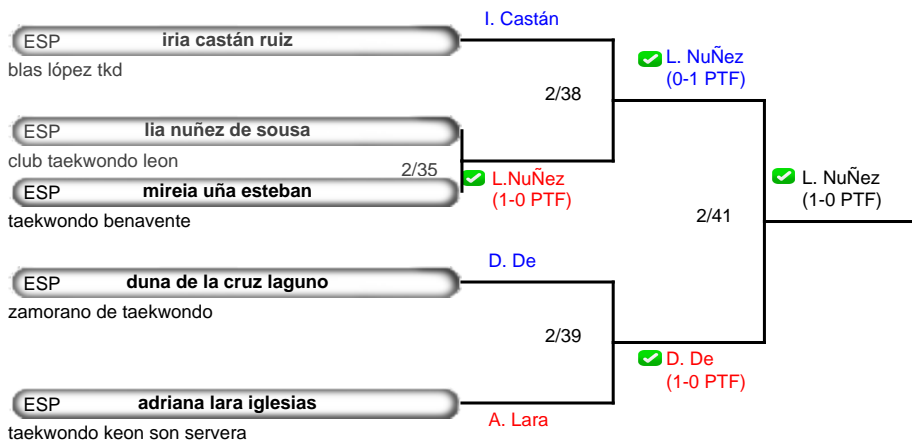 I. Castán
ESP iria castán ruiz
blas lópez tkd
L. NuÑez
(0-1 PTF)
2/38
ESP lia nuñez de sousa
club taekwondo leon
2/35
L.NuÑez
(1-0 PTF)
ESP mireia uña esteban
taekwondo benavente
L. NuÑez
(1-0 PTF)
2/41
D. De
ESP duna de la cruz laguno
zamorano de taekwondo
2/39
D. De
(1-0 PTF)
ESP adriana lara iglesias
A. Lara
taekwondo keon son servera